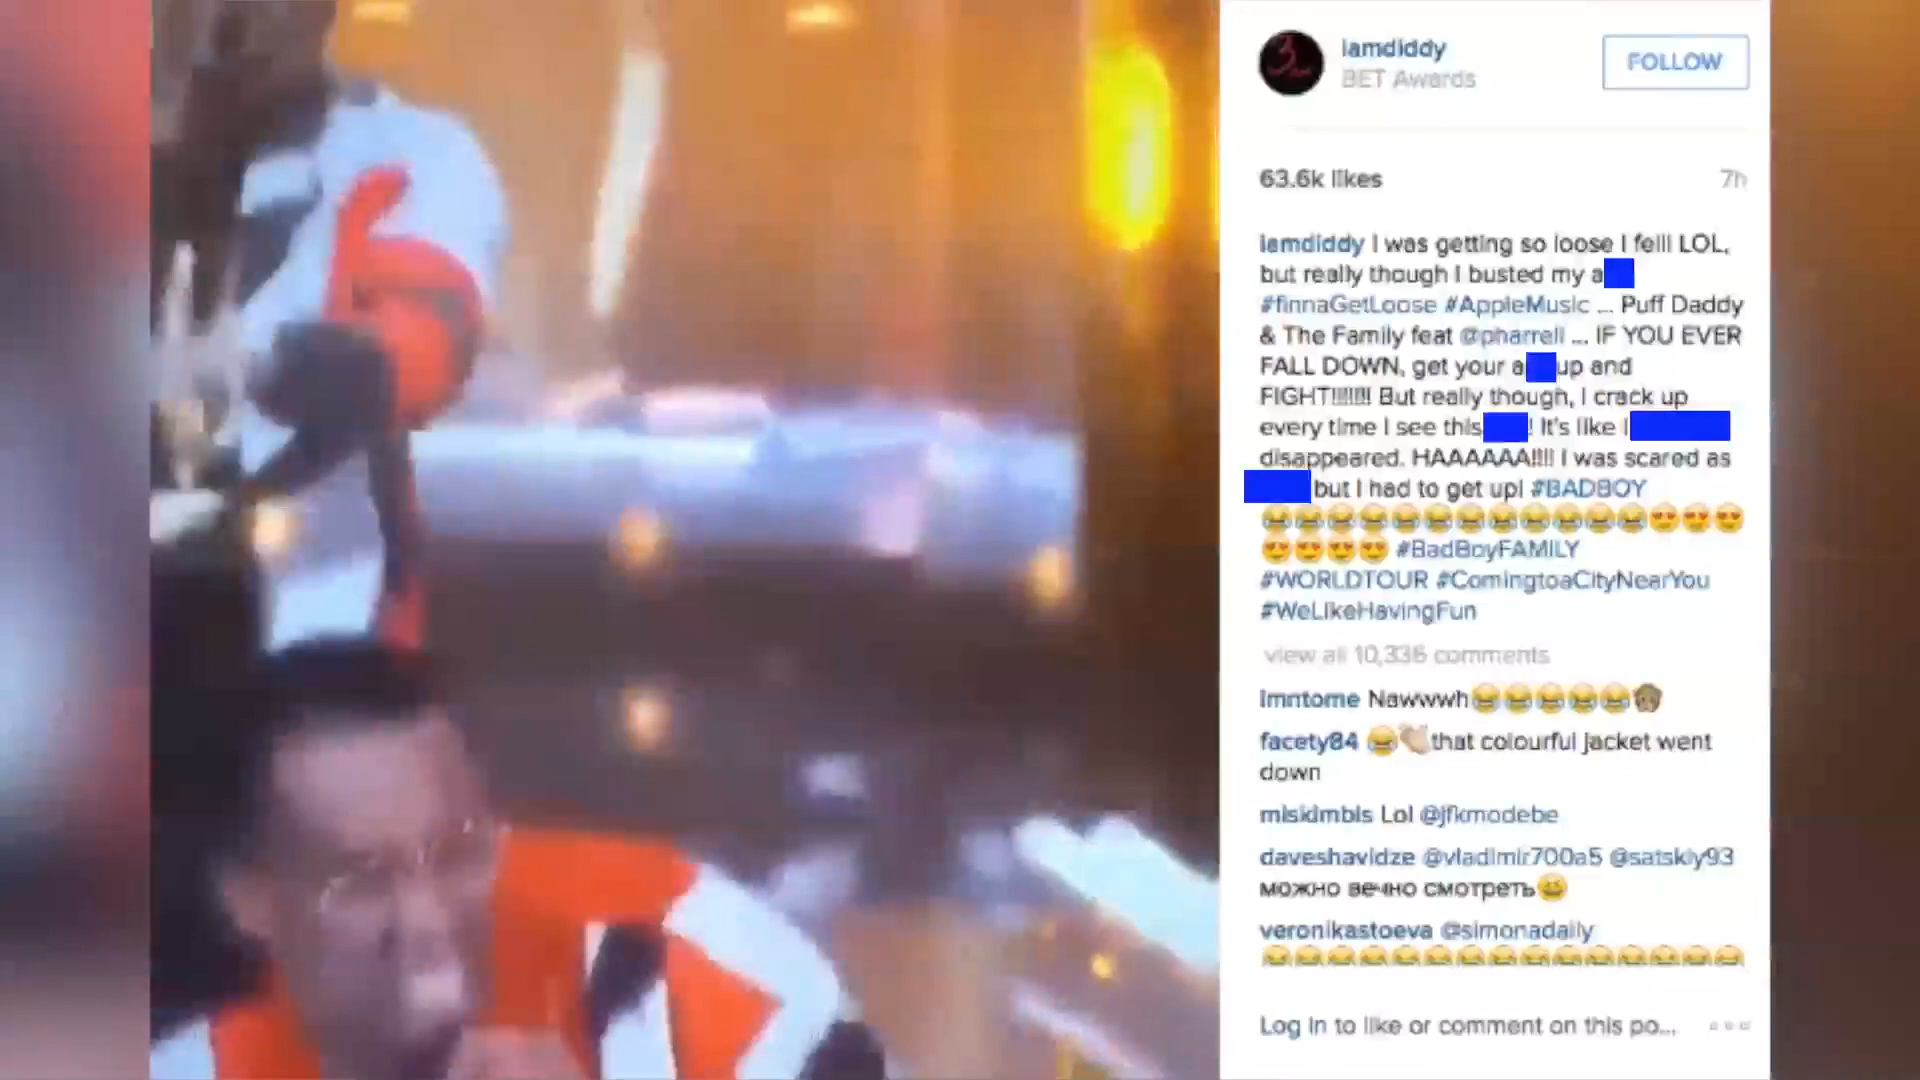 iamdiddy
BET Awards
FOLLOW
63.6k likes
7h
iamdiddy I was getting so loose I fellI LOL,
but really though I busted my a
#finnaGetLoose #AppleMusic ... Puff Daddy
& The Family feat @pharrell ... IF YOU EVER
FALL DOWN, get your a up and
FIGHT!!!!!!! But really though, I crack up
every time I see this ! It's like I
disappeared. HAAAAAA!!!! I was scared as
but I had to get up! #BADBOY
😂😂😂😂😂😂😂😂😂😂😂😂😍😍😍
😍😍😍😍 #BadBoyFAMILY
#WORLDTOUR #ComingtoaCityNearYou
#WeLikeHavingFun
view all 10,336 comments
imntome Nawwwh😂😂😂😂😂🙈
facety84 😂👏that colourful jacket went
down
miskimbis Lol @jfkmodebe
daveshavidze @vladimir700a5 @satskiy93
можно вечно смотреть😆
veronikastoeva @simonadaily
😂😂😂😂😂😂😂😂😂😂😂😂😂😂😂
Log in to like or comment on this po...